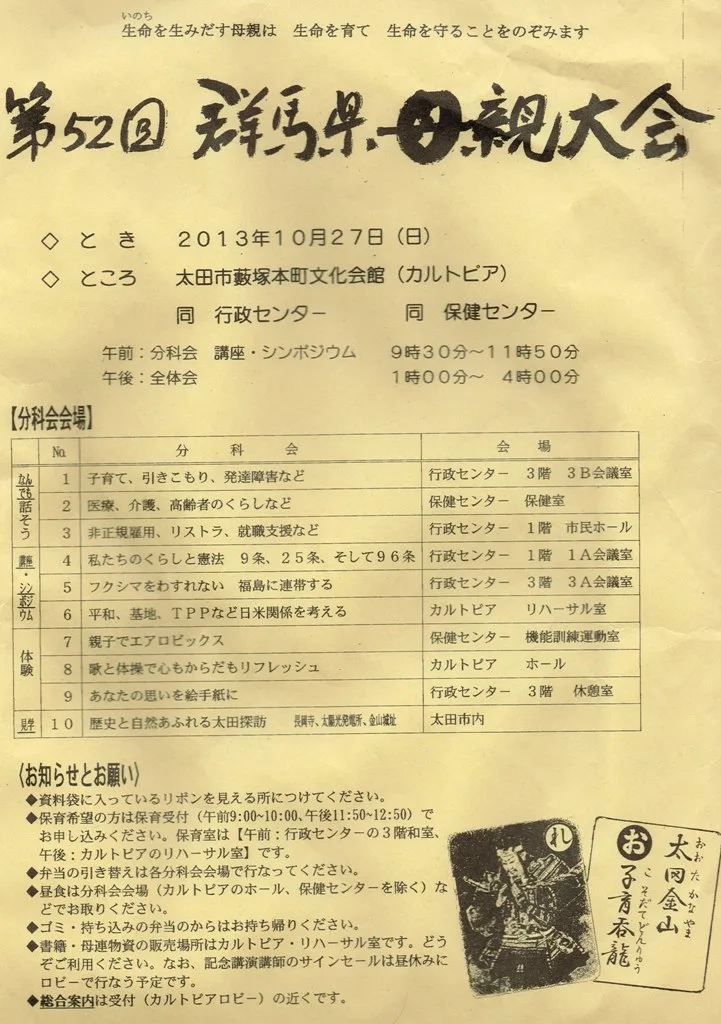 いのち
生命を生みだす母親は　生命を育て　生命を守ることをのぞみます
第52回 群馬県母親大会
◇ とき　２０１３年１０月２７日（日）
◇ ところ　太田市藪塚本町文化会館（カルトピア）
同　行政センター　　同　保健センター
午前：分科会　講座・シンポジウム　９時３０分～１１時５０分
午後：全体会　１時００分～　４時００分
【分科会会場】
№　分　科　会　会　場
なんでも話そう
1　子育て、引きこもり、発達障害など　行政センター　３階　３Ｂ会議室
2　医療、介護、高齢者のくらしなど　保健センター　保健室
3　非正規雇用、リストラ、就職支援など　行政センター　１階　市民ホール
講座・シンポジウム
4　私たちのくらしと憲法　９条、２５条、そして９６条　行政センター　１階　１Ａ会議室
5　フクシマをわすれない　福島に連帯する　行政センター　３階　３Ａ会議室
6　平和、基地、ＴＰＰなど日米関係を考える　カルトピア　リハーサル室
体験
7　親子でエアロビックス　保健センター　機能訓練運動室
8　歌と体操で心もからだもリフレッシュ　カルトピア　ホール
9　あなたの思いを絵手紙に　行政センター　３階　休憩室
見学
10　歴史と自然あふれる太田探訪　長岡寺、太陽光発電所、金山城址　太田市内
〈お知らせとお願い〉
◆資料袋に入っているリボンを見える所につけてください。
◆保育希望の方は保育受付（午前9:00~10:00、午後11:50~12:50）で
お申し込みください。保育室は【午前：行政センターの３階和室、
午後：カルトピアのリハーサル室】です。
◆弁当の引き替えは各分科会会場で行なってください。
◆昼食は分科会会場（カルトピアのホール、保健センターを除く）な
どでお取りください。
◆ゴミ・持ち込みの弁当のからはお持ち帰りください。
◆書籍・母連物資の販売場所はカルトピア・リハーサル室です。どう
ぞご利用ください。なお、記念講演講師のサインセールは昼休みに
ロビーで行なう予定です。
◆総合案内は受付（カルトピアロビー）の近くです。
れ
お
太田金山
おおたかなやま
子育呑龍
こそだてどんりゅう